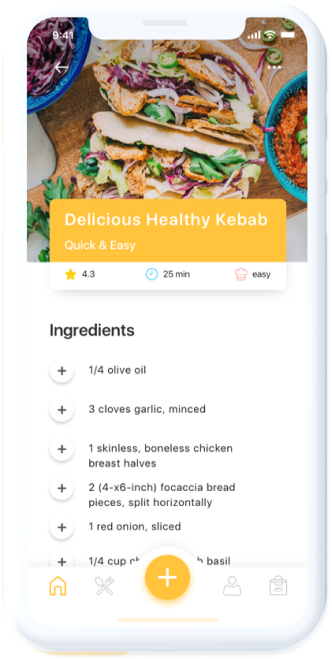 9:41
Delicious Healthy Kebab
Quick & Easy
4.3 25 min easy
Ingredients
1/4 olive oil
3 cloves garlic, minced
1 skinless, boneless chicken
breast halves
2 (4-x6-inch) focaccia bread
pieces, split horizontally
1 red onion, sliced
1/4 cup basil